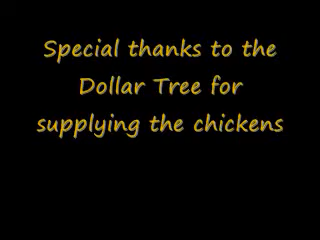 Special thanks to the
Dollar Tree for
supplying the chickens